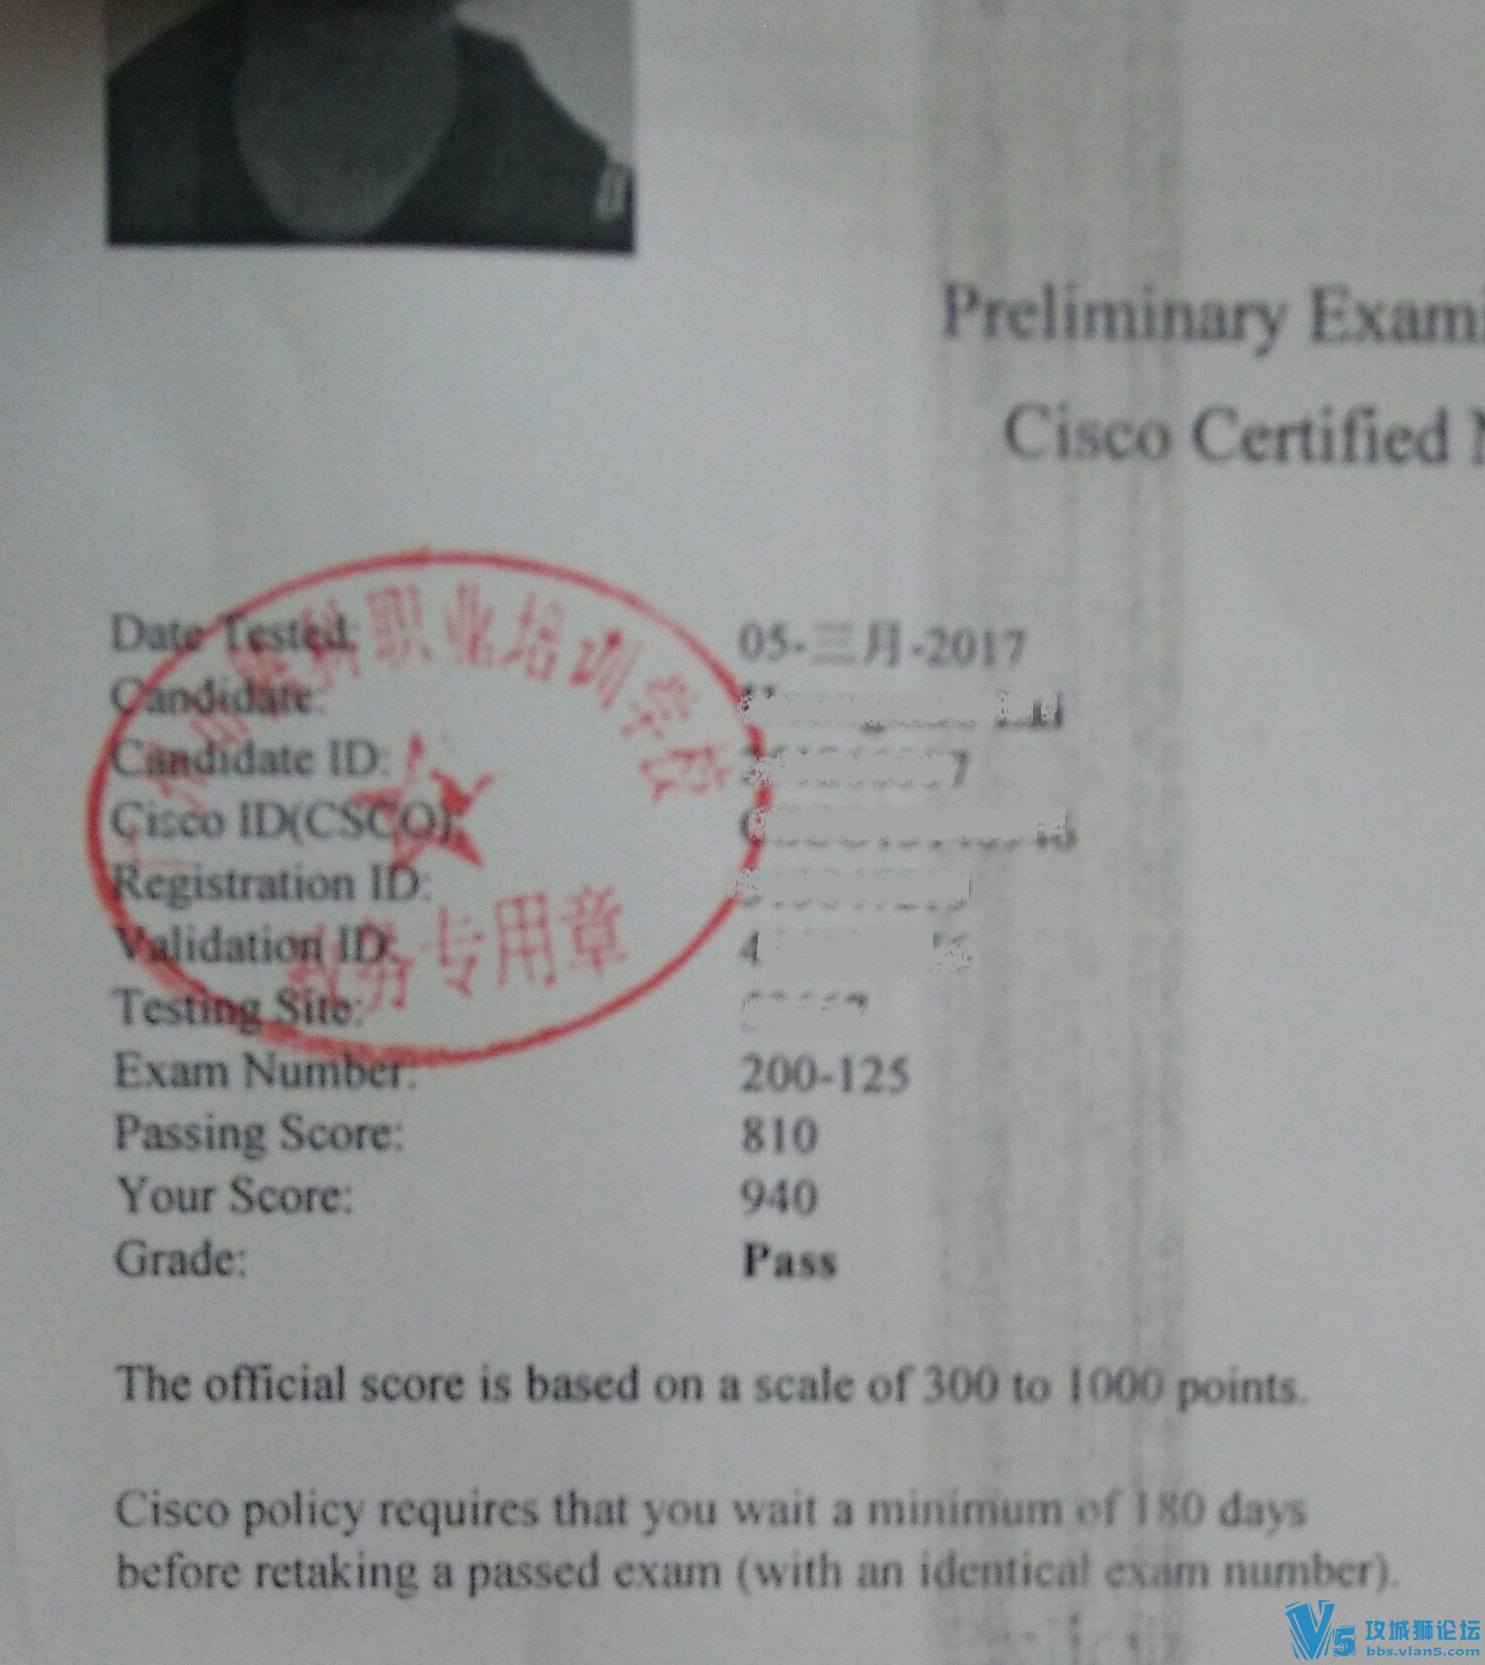 Preliminary Exami
Cisco Certified
Date Tested: 05-三月-2017
Candidate:
Candidate ID: 7
Cisco ID(CSCO):
Registration ID:
Validation ID: 4
Testing Site:
Exam Number: 200-125
Passing Score: 810
Your Score: 940
Grade: Pass
职业培训学校
专用章
The official score is based on a scale of 300 to 1000 points.
Cisco policy requires that you wait a minimum of 180 days
before retaking a passed exam (with an identical exam number).
V5 攻城狮论坛
bbs.vlan5.com